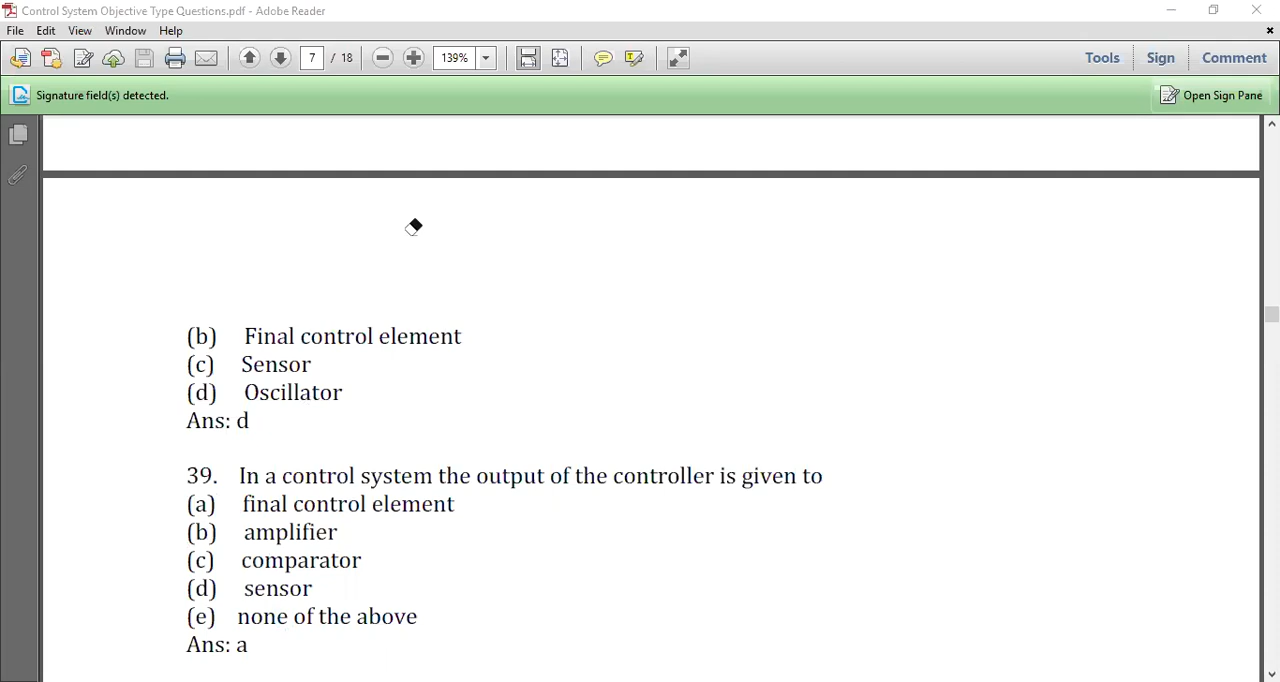 Control System Objective Type Questions.pdf - Adobe Reader
File Edit View Window Help
7 / 18 139% Tools Sign Comment
Signature field(s) detected. Open Sign Pane
(b) Final control element
(c) Sensor
(d) Oscillator
Ans: d
39. In a control system the output of the controller is given to
(a) final control element
(b) amplifier
(c) comparator
(d) sensor
(e) none of the above
Ans: a